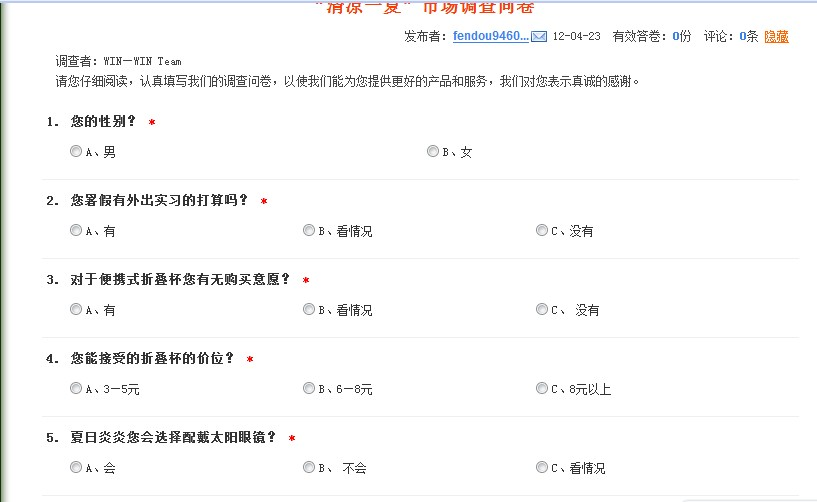 “清凉一夏”市场调查问卷
发布者：fendou9460... 12-04-23 有效答卷：0份 评论：0条 隐藏
调查者：WIN—WIN Team
请您仔细阅读，认真填写我们的调查问卷，以使我们能为您提供更好的产品和服务，我们对您表示真诚的感谢。
1. 您的性别？ *
A、男 B、女
2. 您暑假有外出实习的打算吗？ *
A、有 B、看情况 C、没有
3. 对于便携式折叠杯您有无购买意愿？ *
A、有 B、看情况 C、 没有
4. 您能接受的折叠杯的价位？ *
A、3—5元 B、6—8元 C、8元以上
5. 夏日炎炎您会选择配戴太阳眼镜？ *
A、会 B、 不会 C、看情况